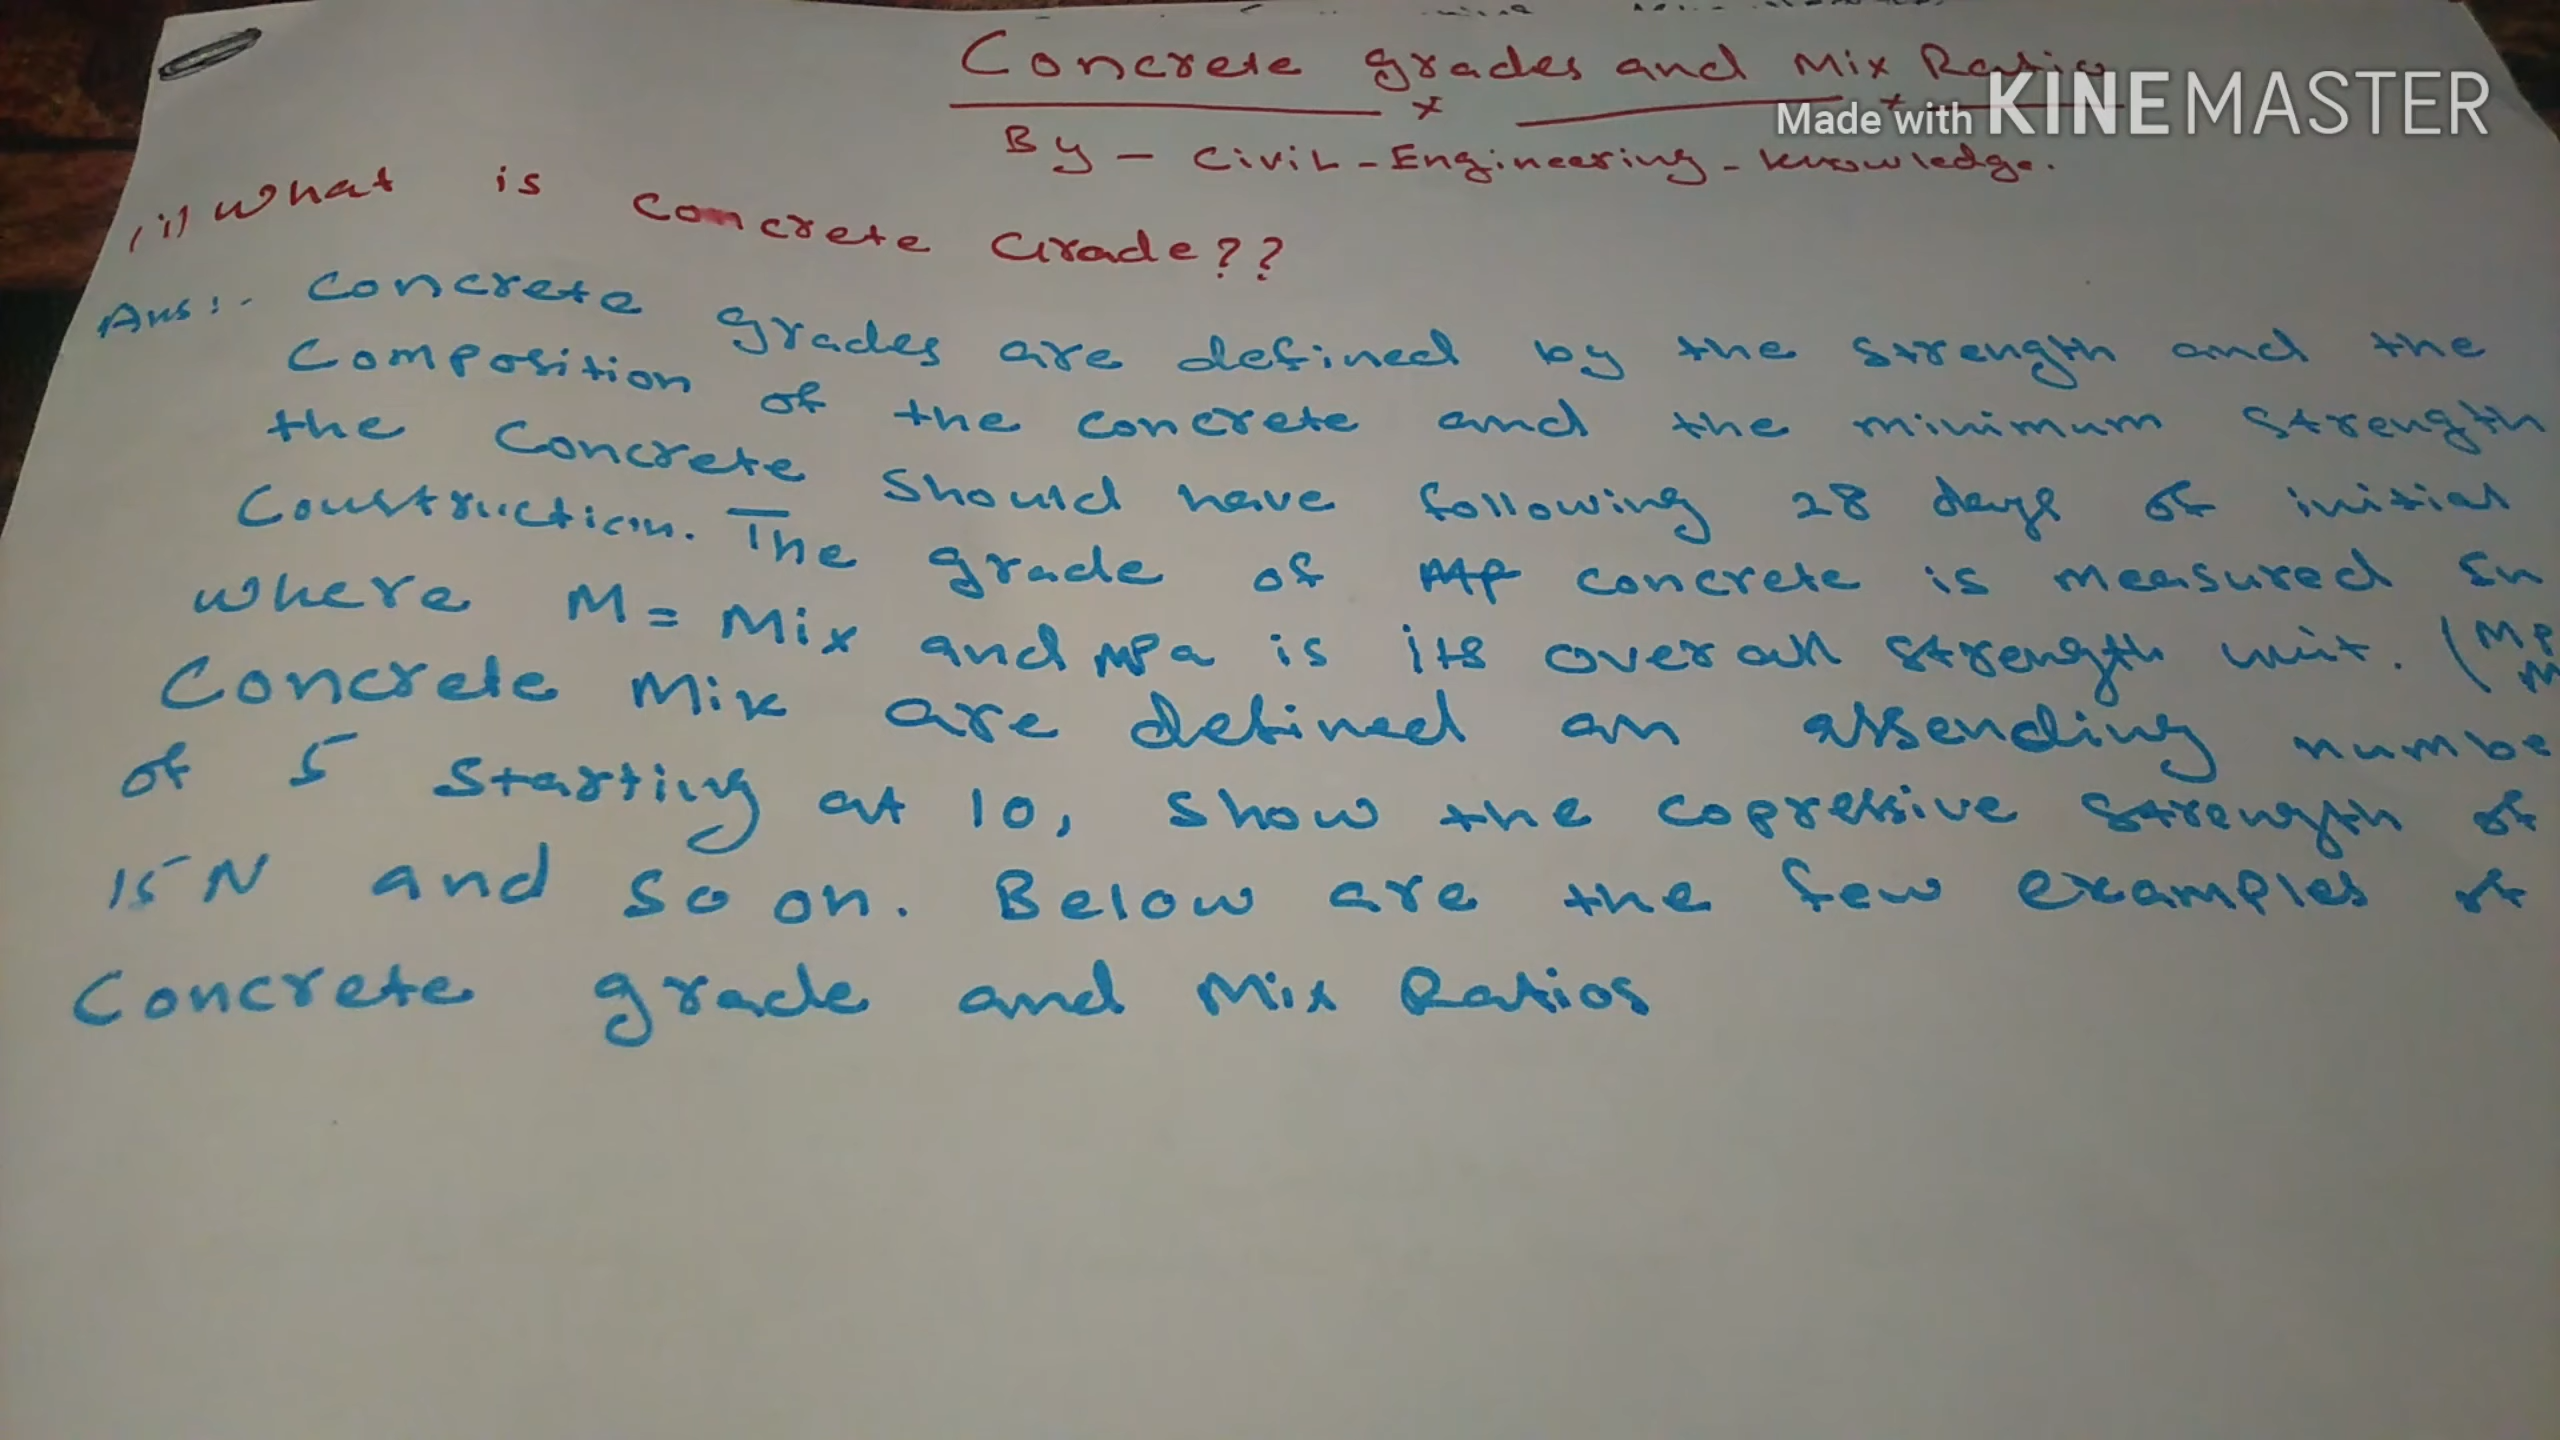 Concrete grades and Mix Ratio
Made with KINEMASTER
By - Civil - Engineering - knowledge.
(1) What is concrete Grade??
Ans:- Concrete grades are defined by the strength and the
Composition of the concrete and the minimum strength
the Concrete should have following 28 days of initial
Construction. The grade of concrete is measured in
where M = Mix and MPa is its overall strength unit. (MP
Concrete Mix are defined an assending numbe
of 5 starting at 10, show the copressive strength of
15 N and so on. Below are the few examples of
Concrete grade and Mix Ratios